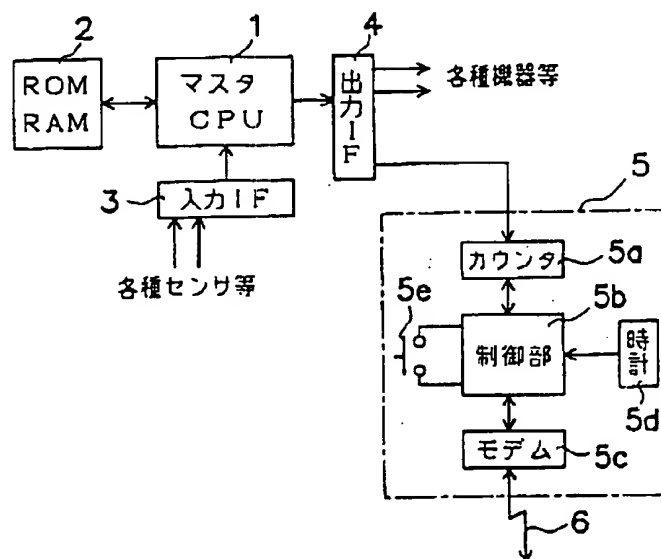 2
1
4
ROM
RAM
マスタ
CPU
出力IF
各種機器等
3
入力IF
各種センサ等
5
カウンタ
5a
5e
5b
制御部
時計
5d
モデム
5c
6